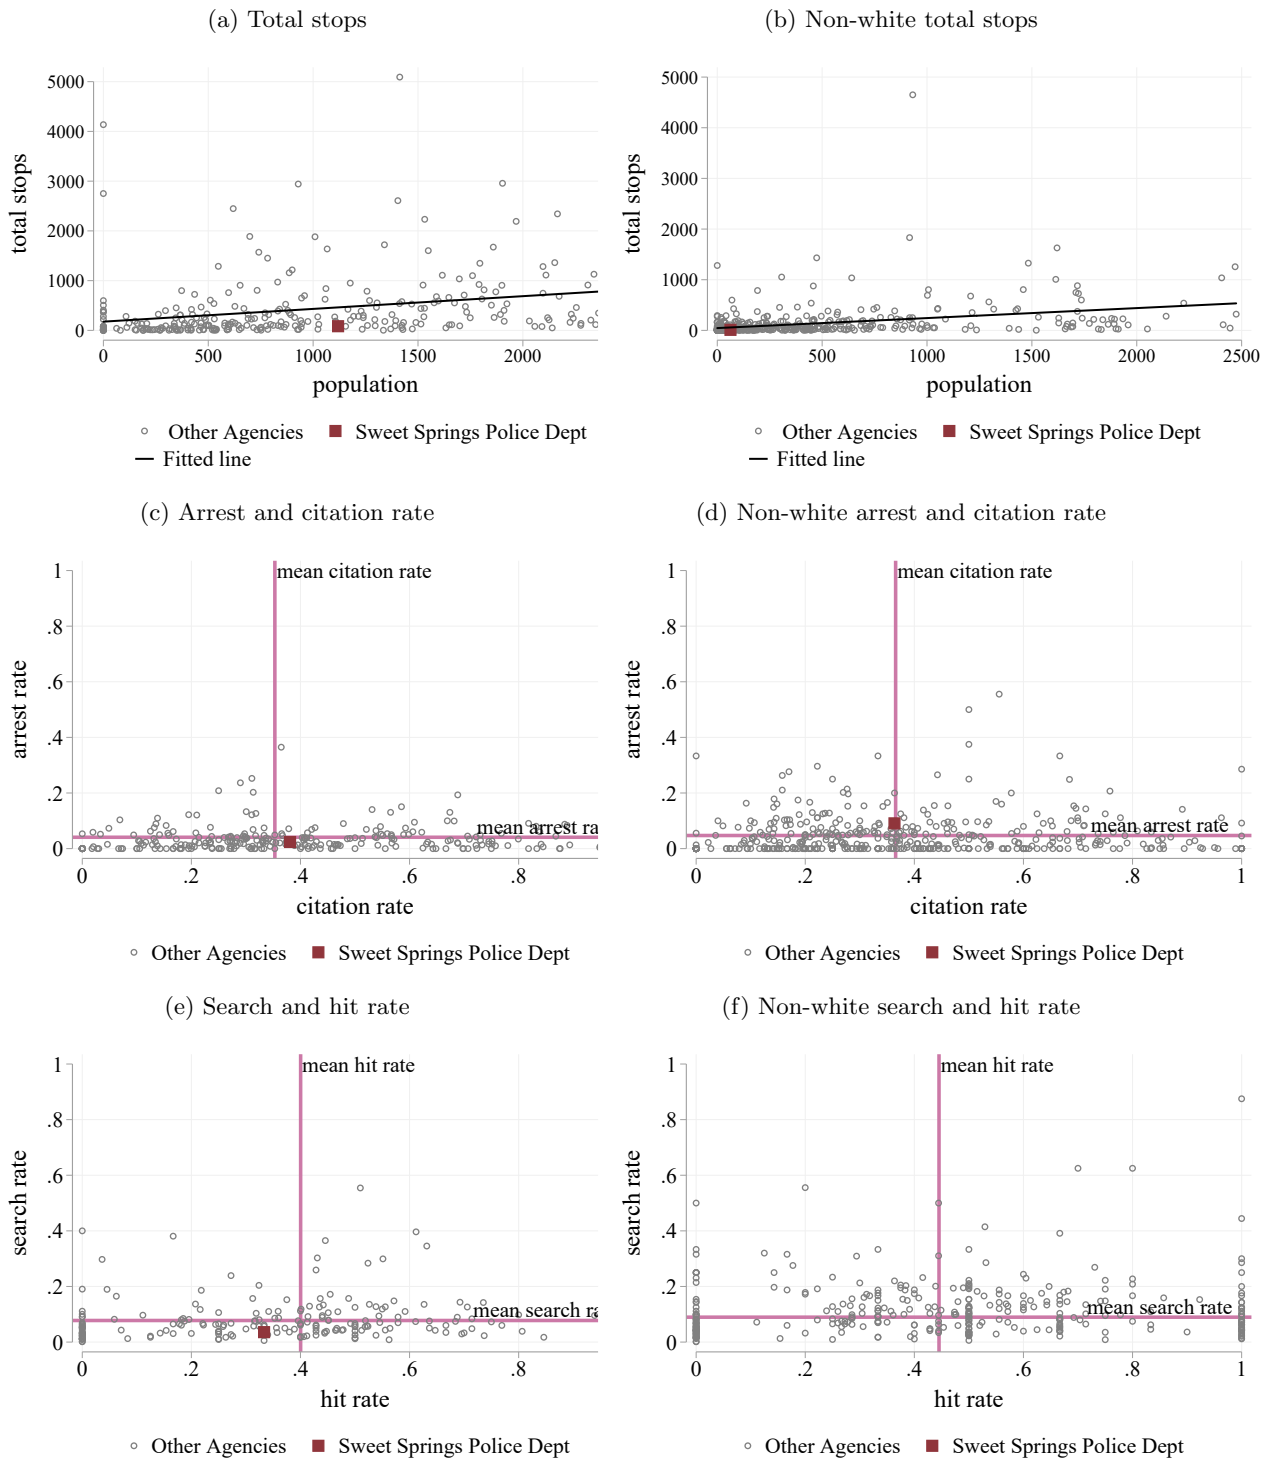 (a) Total stops
5000
4000
3000
2000
1000
0
total stops
0 500 1000 1500 2000
population
Other Agencies Sweet Springs Police Dept
Fitted line
(b) Non-white total stops
5000
4000
3000
2000
1000
0
total stops
0 500 1000 1500 2000 2500
population
Other Agencies Sweet Springs Police Dept
Fitted line
(c) Arrest and citation rate
1
.8
.6
.4
.2
0
arrest rate
mean citation rate
mean arrest ra
0 .2 .4 .6 .8
citation rate
Other Agencies Sweet Springs Police Dept
(d) Non-white arrest and citation rate
1
.8
.6
.4
.2
0
arrest rate
mean citation rate
mean arrest rate
0 .2 .4 .6 .8 1
citation rate
Other Agencies Sweet Springs Police Dept
(e) Search and hit rate
1
.8
.6
.4
.2
0
search rate
mean hit rate
mean search ra
0 .2 .4 .6 .8
hit rate
Other Agencies Sweet Springs Police Dept
(f) Non-white search and hit rate
1
.8
.6
.4
.2
0
search rate
mean hit rate
mean search rate
0 .2 .4 .6 .8 1
hit rate
Other Agencies Sweet Springs Police Dept